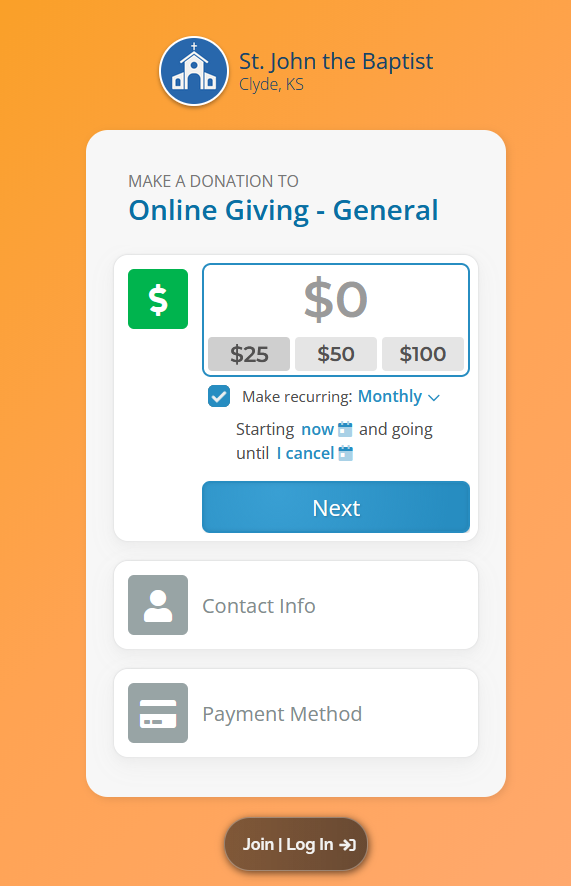 St. John the Baptist
Clyde, KS
MAKE A DONATION TO
Online Giving - General
$
$0
$25 $50 $100
Make recurring: Monthly
Starting now and going
until I cancel
Next
Contact Info
Payment Method
Join | Log In